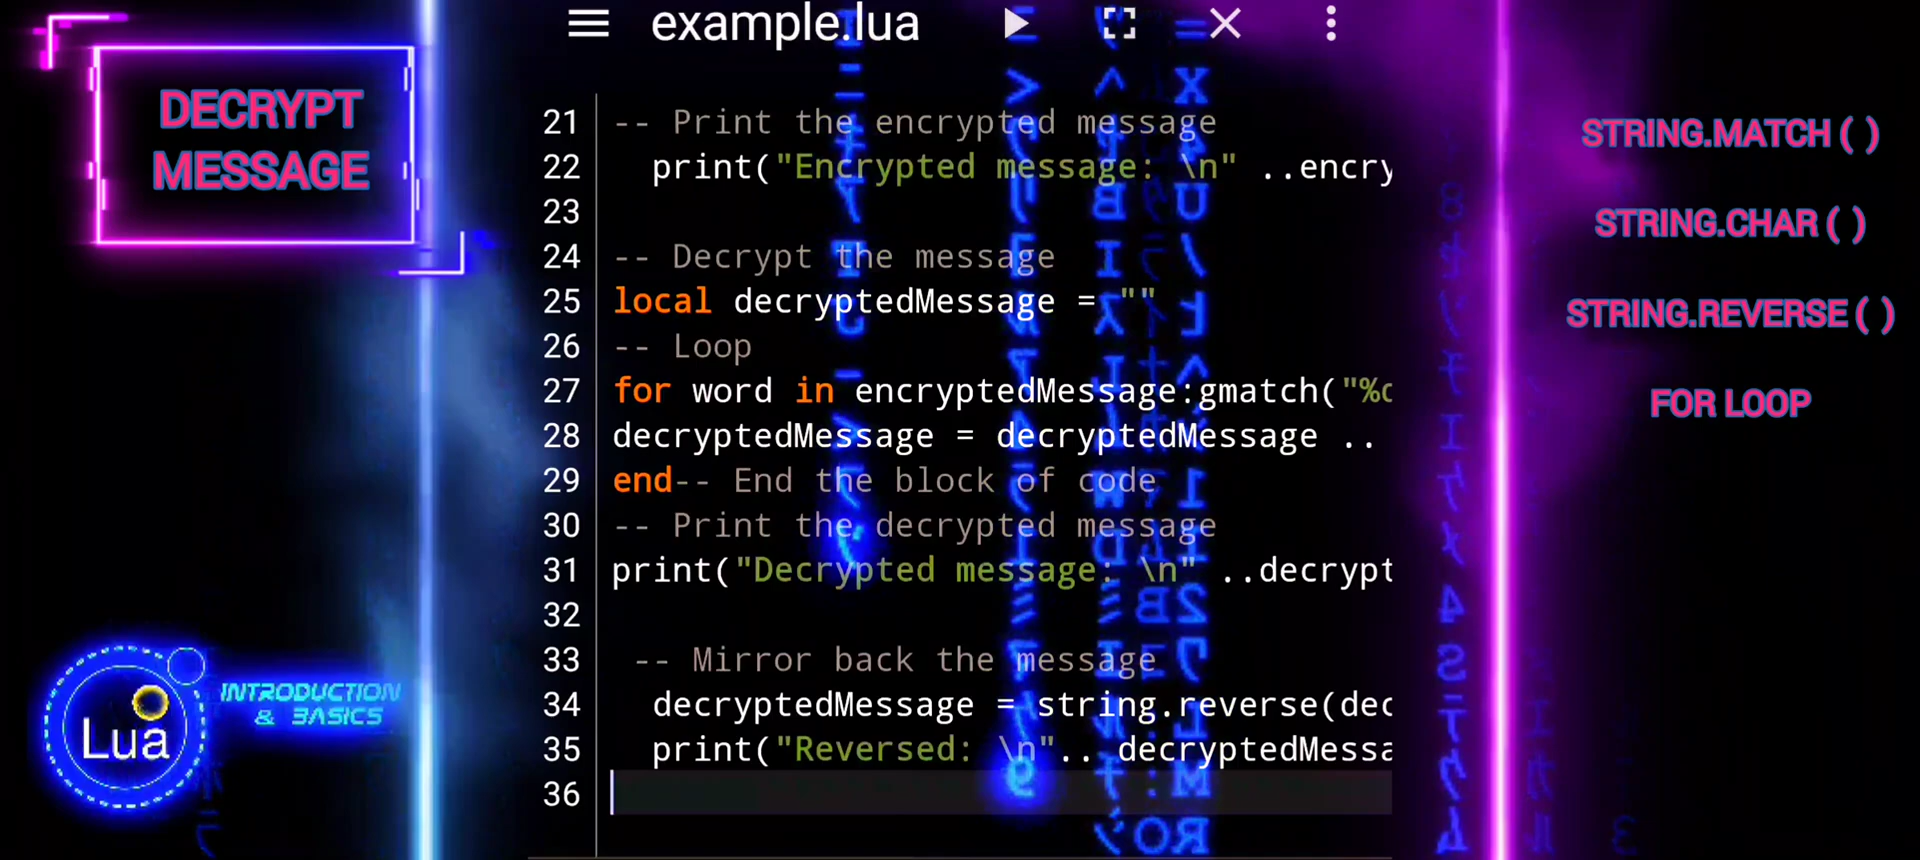 DECRYPT
MESSAGE
example.lua
21 -- Print the encrypted message
22 print("Encrypted message: \n" ..encry
23
24 -- Decrypt the message
25 local decryptedMessage = ""
26 -- Loop
27 for word in encryptedMessage:gmatch("%d
28 decryptedMessage = decryptedMessage ..
29 end-- End the block of code
30 -- Print the decrypted message
31 print("Decrypted message: \n" ..decrypt
32
33 -- Mirror back the message
34 decryptedMessage = string.reverse(dec
35 print("Reversed: \n".. decryptedMessa
36
STRING.MATCH ( )
STRING.CHAR ( )
STRING.REVERSE ( )
FOR LOOP
Lua
INTRODUCTION
& BASICS